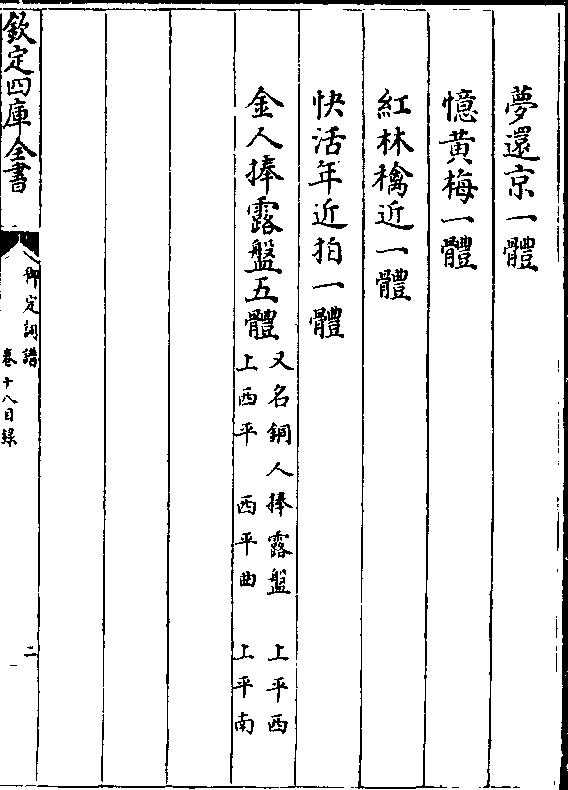 夢還京一體
憶黃梅一體
紅林檎近一體
快活年近拍一體
金人捧露盤五體
又名銅人捧露盤 上平西
上西平 西平曲 上平南
欽定四庫全書
御定詞譜
卷十八目錄
二